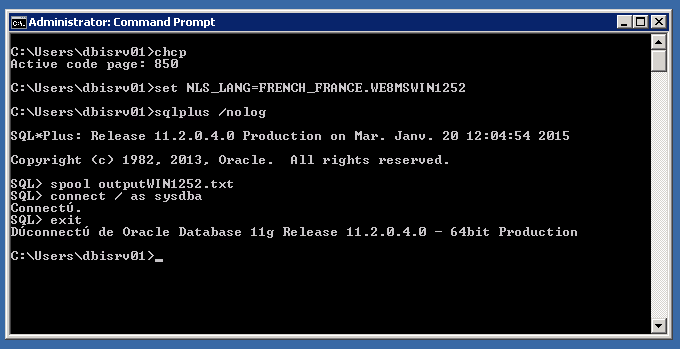 Administrator: Command Prompt
C:\Users\dbisrv01>chcp
Active code page: 850
C:\Users\dbisrv01>set NLS_LANG=FRENCH_FRANCE.WE8MSWIN1252
C:\Users\dbisrv01>sqlplus /nolog
SQL*Plus: Release 11.2.0.4.0 Production on Mar. Janv. 20 12:04:54 2015
Copyright (c) 1982, 2013, Oracle.  All rights reserved.
SQL> spool outputWIN1252.txt
SQL> connect / as sysdba
ConnectÚ.
SQL> exit
DÚconnectÚ de Oracle Database 11g Release 11.2.0.4.0 - 64bit Production
C:\Users\dbisrv01>_